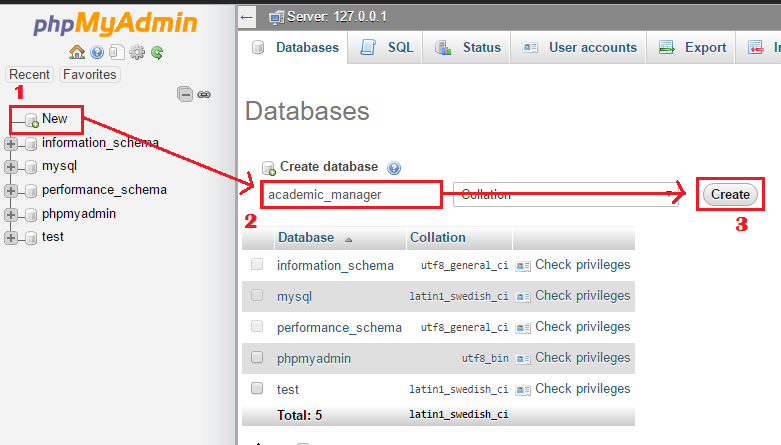 phpMyAdmin
Recent Favorites
1
New
information_schema
mysql
performance_schema
phpmyadmin
test
Server: 127.0.0.1
Databases SQL Status User accounts Export
Databases
Create database
academic_manager Collation Create
2 3
Database Collation
information_schema utf8_general_ci Check privileges
mysql latin1_swedish_ci Check privileges
performance_schema utf8_general_ci Check privileges
phpmyadmin utf8_bin Check privileges
test latin1_swedish_ci Check privileges
Total: 5 latin1_swedish_ci